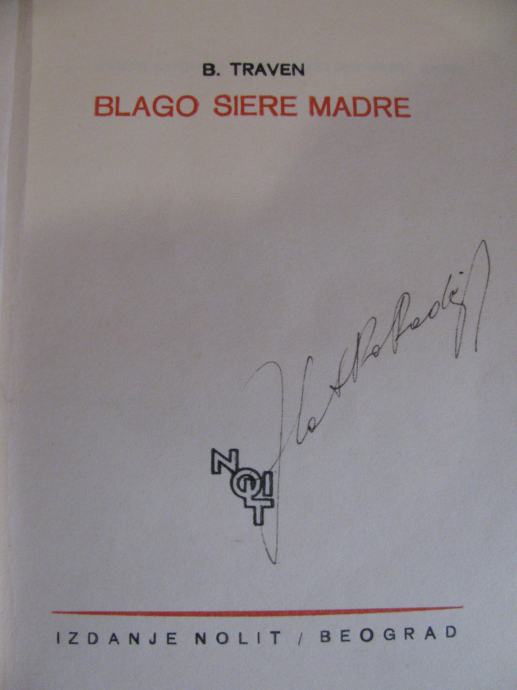 B. TRAVEN
BLAGO SIERE MADRE
NOLIT
IZDANJE NOLIT / BEOGRAD